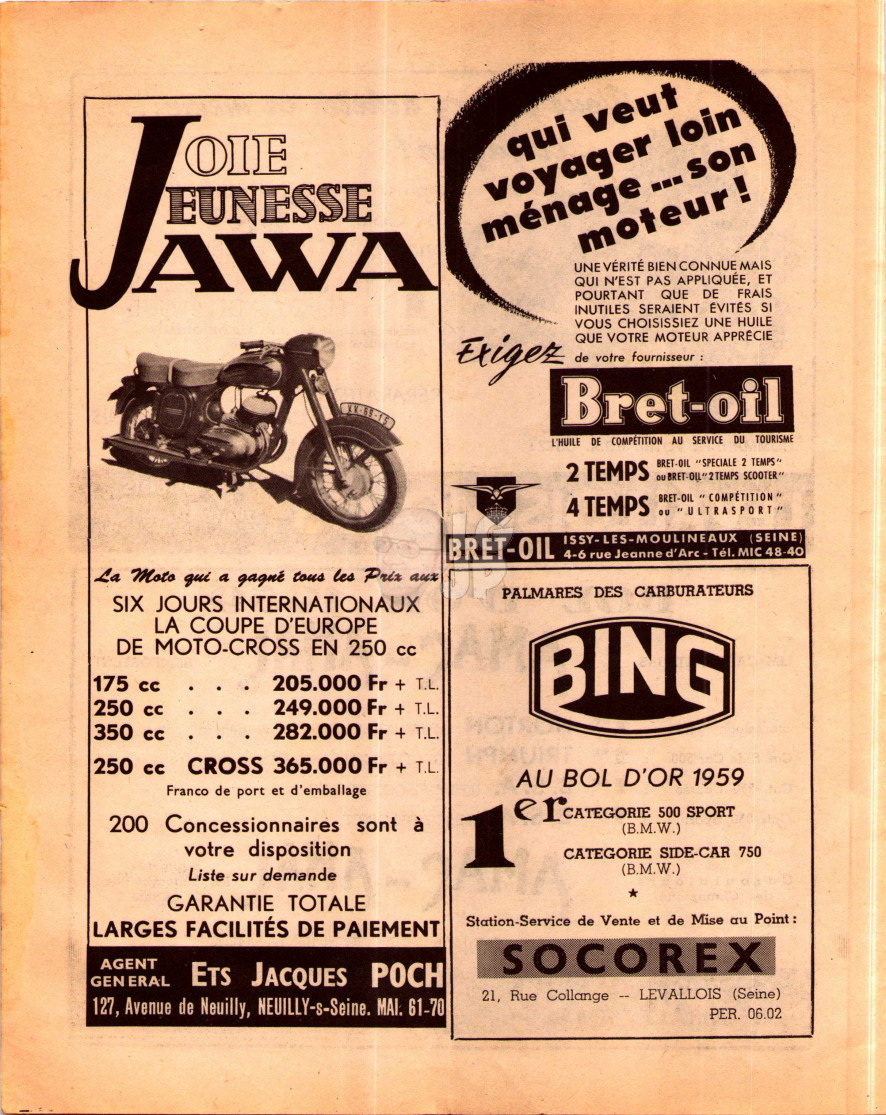 JOIE
JEUNESSE
JAWA
XV-69-15
La Moto qui a gagné tous les Prix aux
SIX JOURS INTERNATIONAUX
LA COUPE D'EUROPE
DE MOTO-CROSS EN 250 cc
175 cc . . . 205.000 Fr + T.L.
250 cc . . . 249.000 Fr + T.L.
350 cc . . . 282.000 Fr + T.L.
250 cc CROSS 365.000 Fr + T.L.
Franco de port et d'emballage
200 Concessionnaires sont à
votre disposition
Liste sur demande
GARANTIE TOTALE
LARGES FACILITÉS DE PAIEMENT
AGENT
GENERAL ETS JACQUES POCH
127, Avenue de Neuilly, NEUILLY-s-Seine. MAI. 61-70
qui veut
voyager loin
ménage... son
moteur!
UNE VÉRITÉ BIEN CONNUE MAIS
QUI N'EST PAS APPLIQUÉE, ET
POURTANT QUE DE FRAIS
INUTILES SERAIENT ÉVITÉS SI
VOUS CHOISISSIEZ UNE HUILE
QUE VOTRE MOTEUR APPRÉCIE
Exigez de votre fournisseur :
Bret-oil
L'HUILE DE COMPÉTITION AU SERVICE DU TOURISME
2 TEMPS BRET-OIL "SPECIALE 2 TEMPS"
ou BRET-OIL "2 TEMPS SCOOTER"
4 TEMPS BRET-OIL "COMPÉTITION"
ou "ULTRASPORT"
BRET-OIL ISSY-LES-MOULINEAUX (SEINE)
4-6 rue Jeanne d'Arc - Tél. MIC 48-40
PALMARES DES CARBURATEURS
BING
AU BOL D'OR 1959
1er CATEGORIE 500 SPORT
(B.M.W.)
CATEGORIE SIDE-CAR 750
(B.M.W.)
Station-Service de Vente et de Mise au Point :
SOCOREX
21, Rue Collange -- LEVALLOIS (Seine)
PER. 06.02